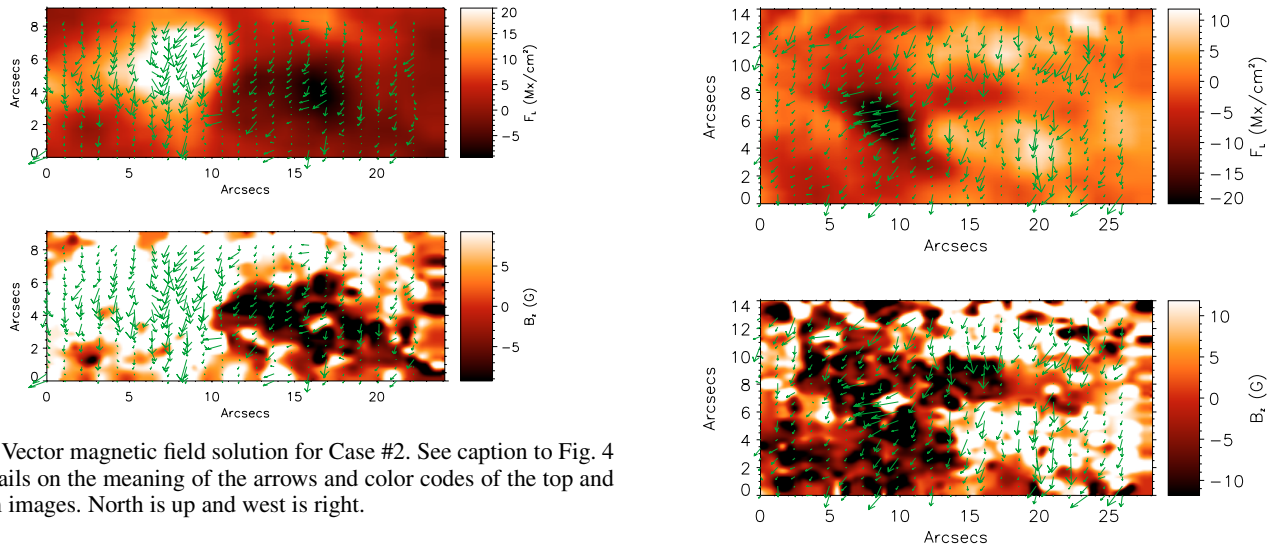 8
6
4
2
0
Arcsecs
0 5 10 15 20
Arcsecs
20
15
10
5
0
−5
F_L (Mx/cm²)
8
6
4
2
0
Arcsecs
0 5 10 15 20
Arcsecs
5
0
−5
B_z (G)
Vector magnetic field solution for Case #2. See caption to Fig. 4
ails on the meaning of the arrows and color codes of the top and
images. North is up and west is right.
14
12
10
8
6
4
2
0
Arcsecs
0 5 10 15 20 25
Arcsecs
10
5
0
−5
−10
−15
−20
F_L (Mx/cm²)
14
12
10
8
6
4
2
0
Arcsecs
0 5 10 15 20 25
Arcsecs
10
5
0
−5
−10
B_z (G)